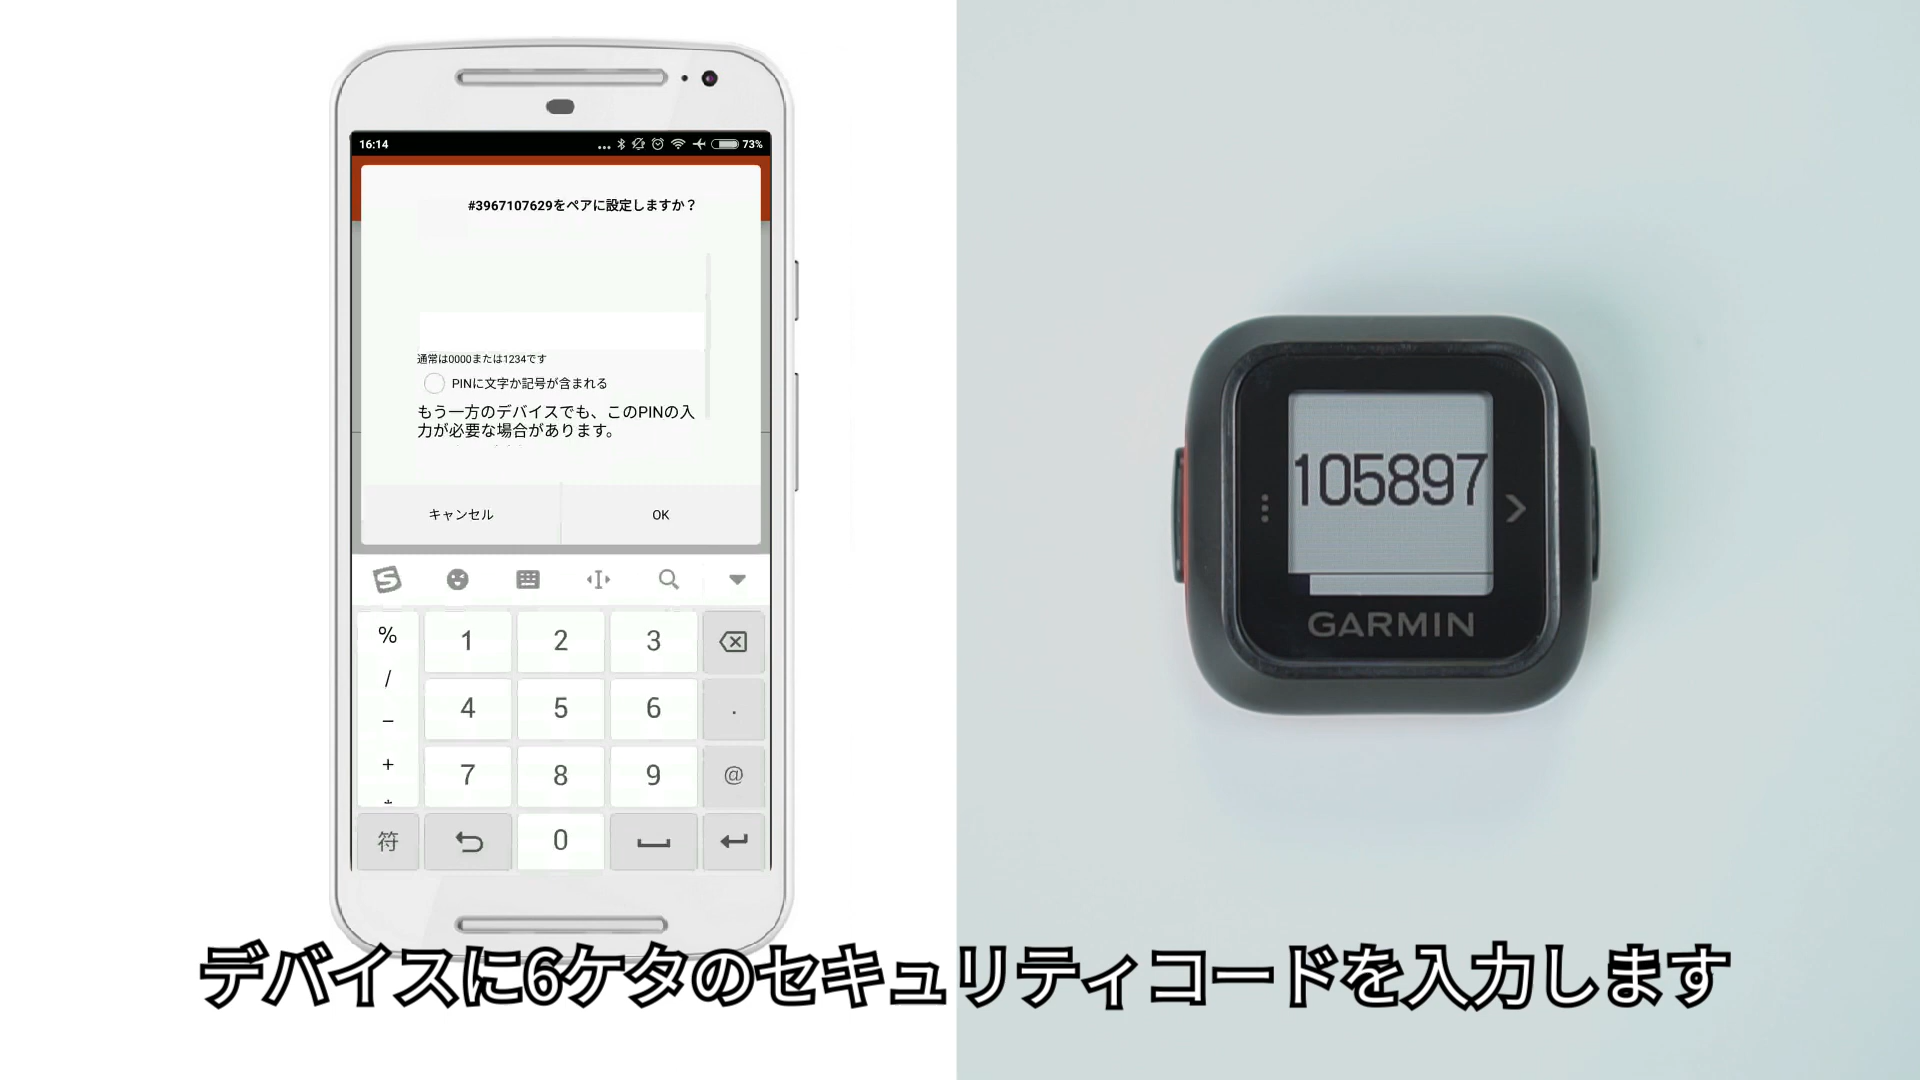 16:14
73%
#3967107629をペアに設定しますか？
通常は0000または1234です
PINに文字か記号が含まれる
もう一方のデバイスでも、このPINの入
力が必要な場合があります。
キャンセル OK
% 1 2 3
/
4 5 6 .
−
+ 7 8 9 @
*
符 0
105897
GARMIN
デバイスに6ケタのセキュリティコードを入力します